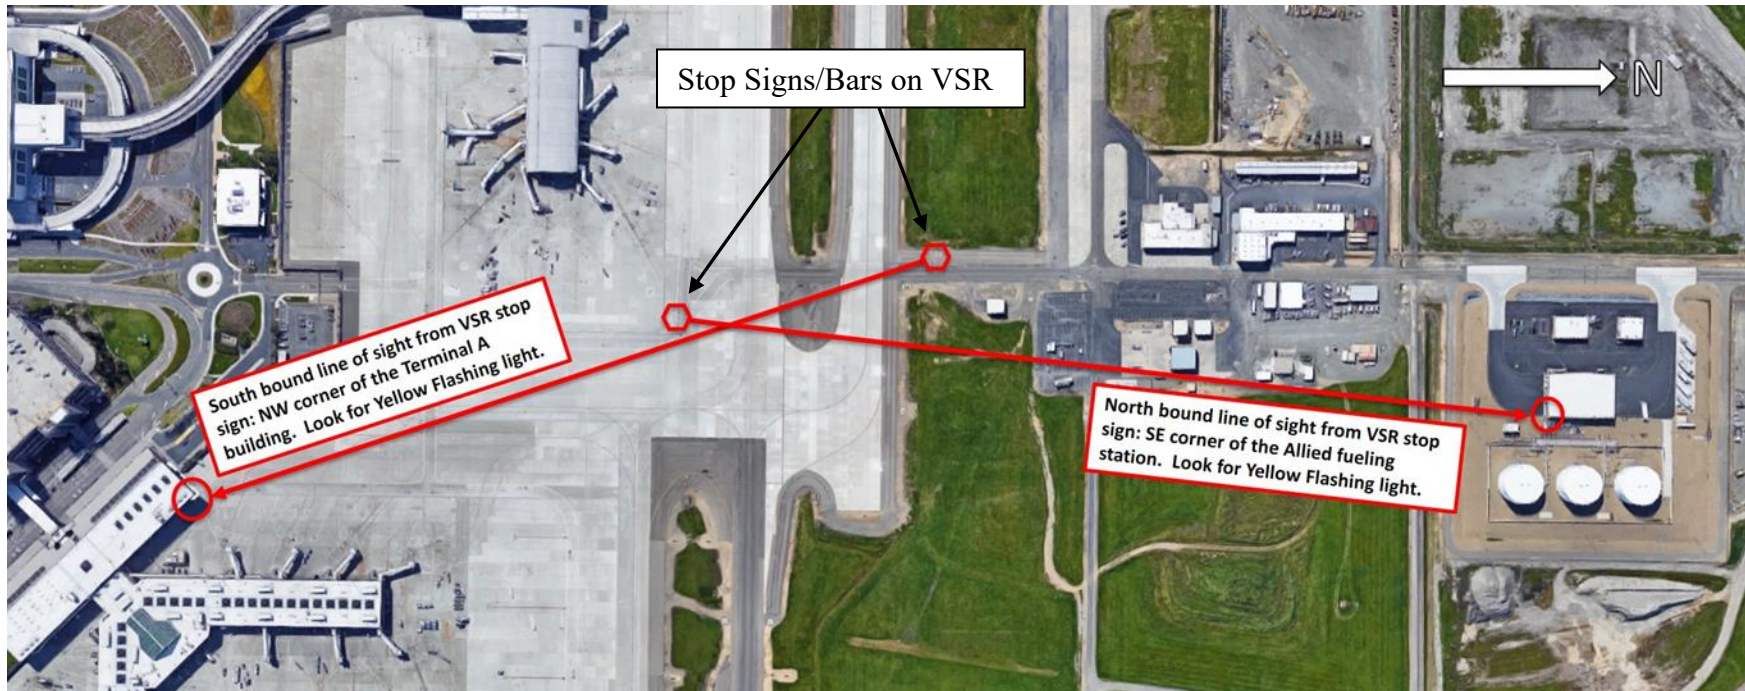 Stop Signs/Bars on VSR
N
South bound line of sight from VSR stop
sign: NW corner of the Terminal A
building.  Look for Yellow Flashing light.
North bound line of sight from VSR stop
sign: SE corner of the Allied fueling
station.  Look for Yellow Flashing light.